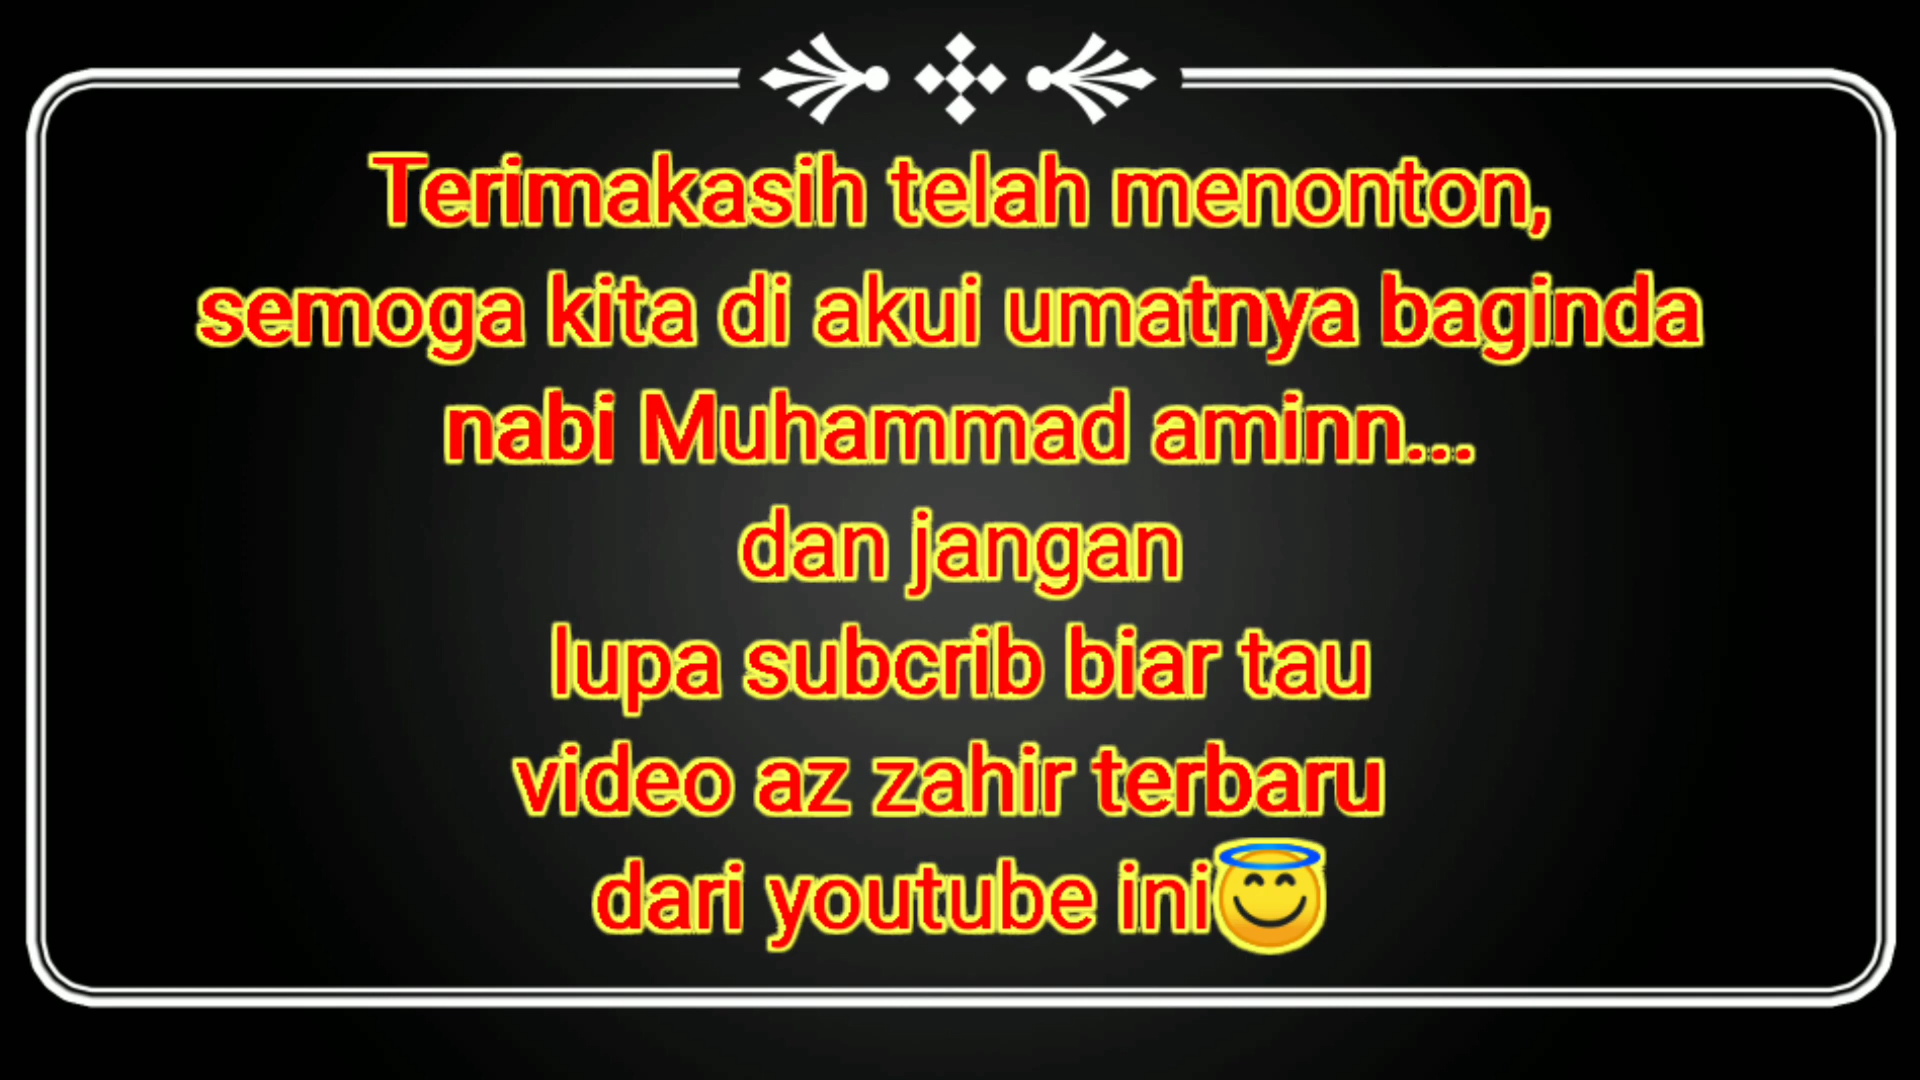 Terimakasih telah menonton,
semoga kita di akui umatnya baginda
nabi Muhammad aminn...
dan jangan
lupa subcrib biar tau
video az zahir terbaru
dari youtube ini😇